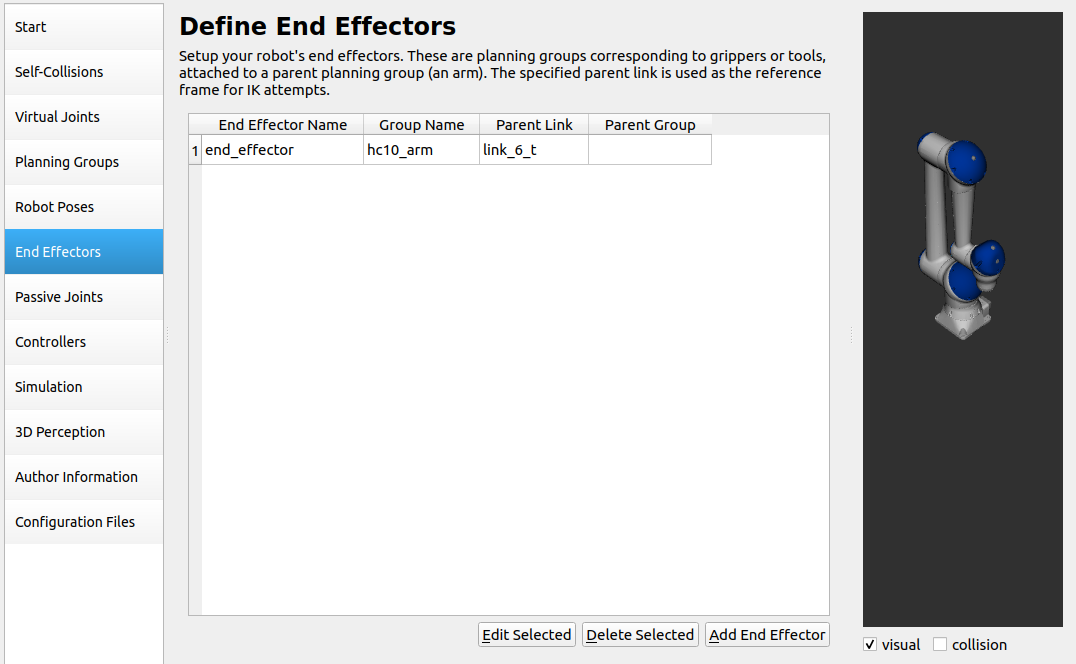 Start
Self-Collisions
Virtual Joints
Planning Groups
Robot Poses
End Effectors
Passive Joints
Controllers
Simulation
3D Perception
Author Information
Configuration Files
Define End Effectors
Setup your robot's end effectors. These are planning groups corresponding to grippers or tools,
attached to a parent planning group (an arm). The specified parent link is used as the reference
frame for IK attempts.
End Effector Name Group Name Parent Link Parent Group
1 end_effector hc10_arm link_6_t
Edit Selected Delete Selected Add End Effector
visual collision